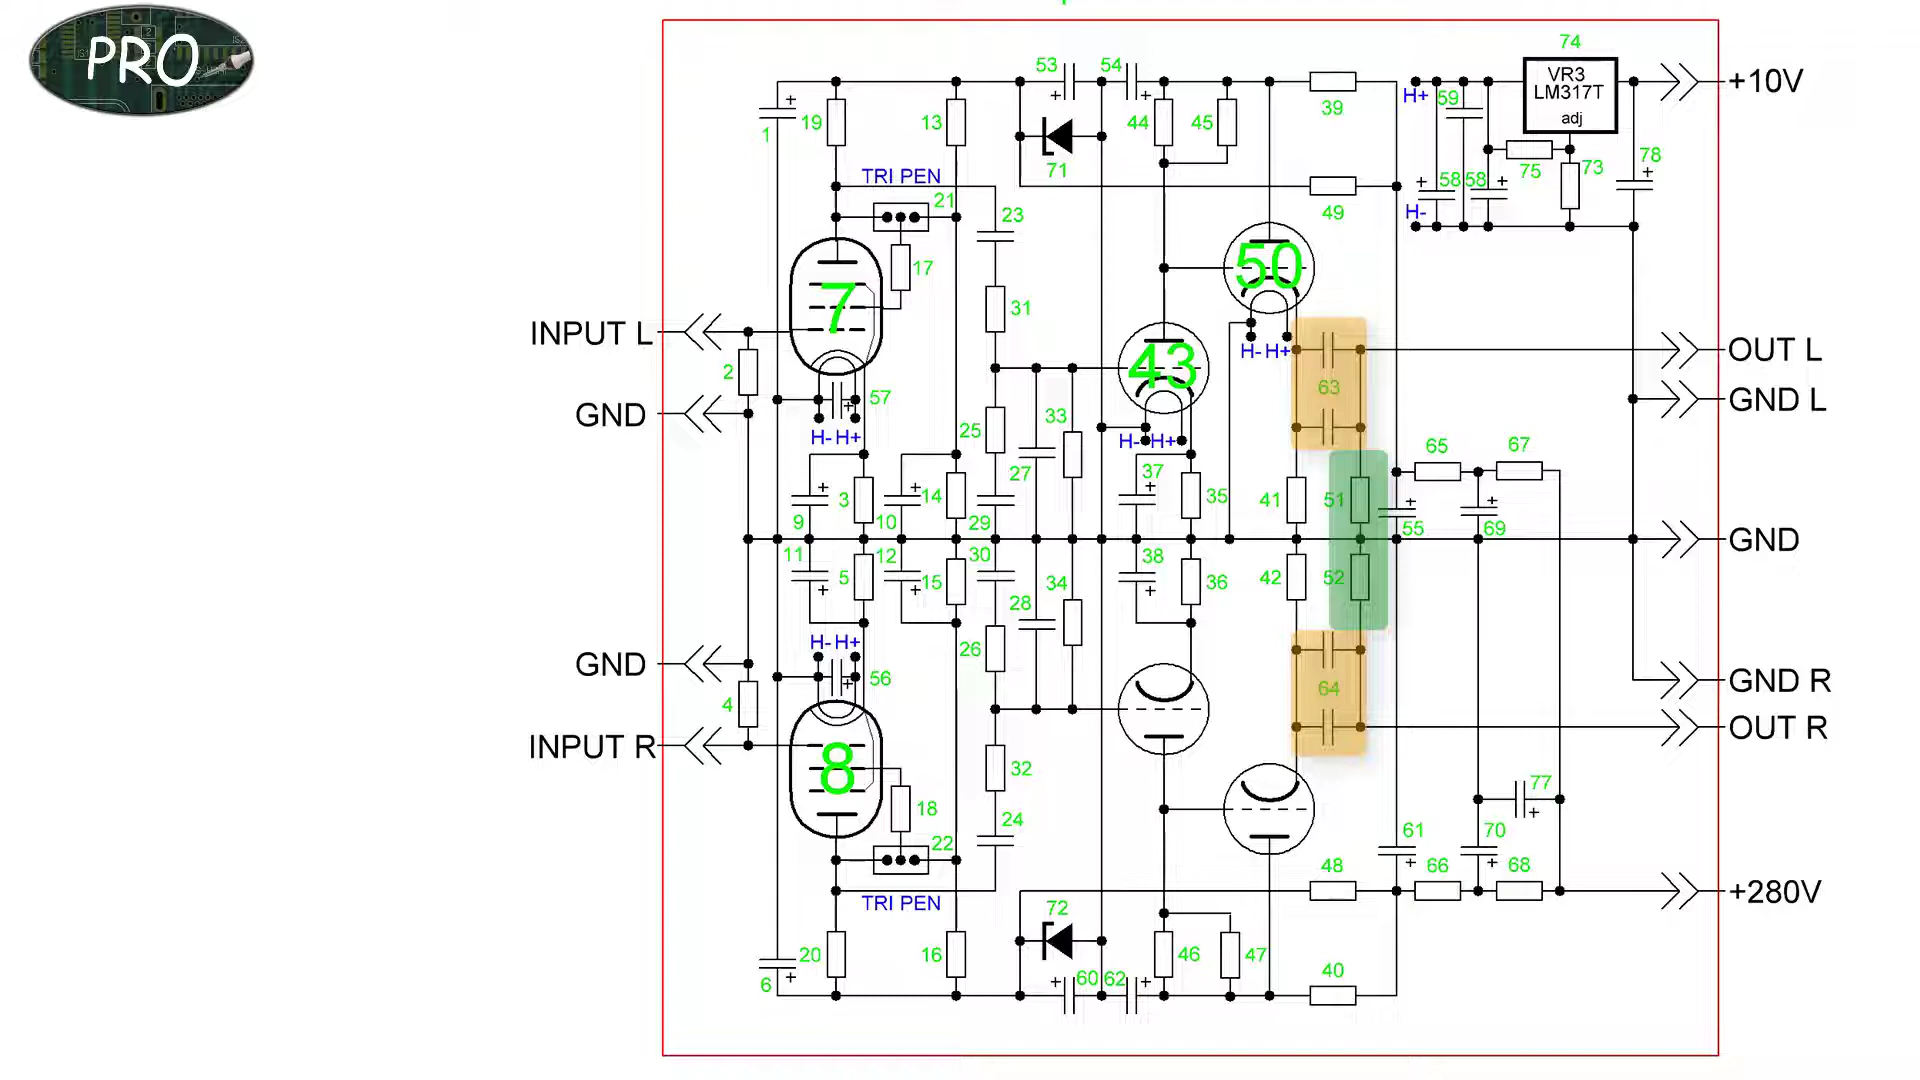 PRO
53 54 74
VR3
LM317T
adj
+10V
H+ 59
1 19 13 44 45 39
71 75 73 78
TRI PEN
58 58
21
H-
23 49
17
50
7
31
INPUT L
H- H+
OUT L
43
2
57
63
GND L
GND
33
H- H+ H- H+
25
65 67
27 37
3 14 35 41 51
9 10 29 55 69
GND
11 12 30 38
5 15 34 36 42 52
28
H- H+
26
GND
56
GND R
64
4
OUT R
INPUT R
8
32
77
18
24
61 70
22
48 66 68
+280V
TRI PEN
72
20 16 46 47
40
6 60 62